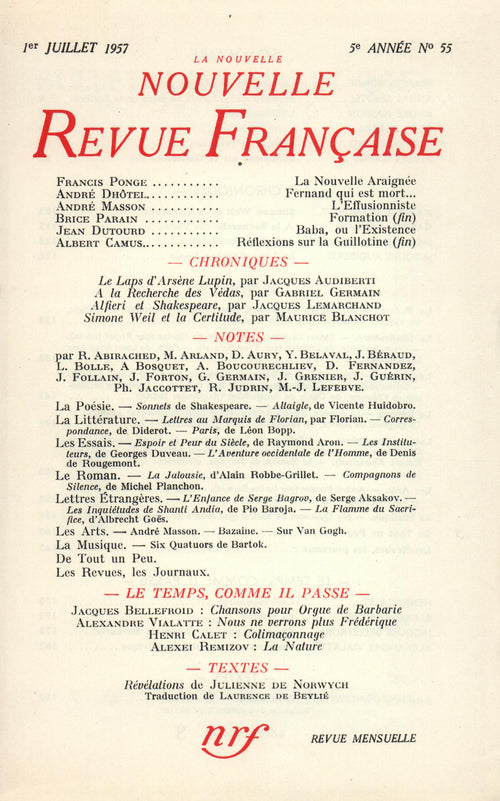 1er JUILLET 1957 5e ANNÉE No 55
LA NOUVELLE
NOUVELLE
REVUE FRANÇAISE
FRANCIS PONGE ........... La Nouvelle Araignée
ANDRÉ DHÔTEL............ Fernand qui est mort...
ANDRÉ MASSON ........... L'Effusionniste
BRICE PARAIN ............ Formation (fin)
JEAN DUTOURD ........... Baba, ou l'Existence
ALBERT CAMUS............ Réflexions sur la Guillotine (fin)
— CHRONIQUES —
Le Laps d'Arsène Lupin, par JACQUES AUDIBERTI
A la Recherche des Védas, par GABRIEL GERMAIN
Alfieri et Shakespeare, par JACQUES LEMARCHAND
Simone Weil et la Certitude, par MAURICE BLANCHOT
— NOTES —
par R. ABIRACHED, M. ARLAND, D. AURY, Y. BELAVAL, J. BÉRAUD,
L. BOLLE, A BOSQUET, A. BOUCOURECHLIEV, D. FERNANDEZ,
J. FOLLAIN, J. FORTON, G. GERMAIN, J. GRENIER, J. GUÉRIN,
PH. JACCOTTET, R. JUDRIN, M.-J. LEFEBVE.
La Poésie. — Sonnets de Shakespeare. — Altaigle, de Vicente Huidobro.
La Littérature. — Lettres au Marquis de Florian, par Florian. — Corres-
pondance, de Diderot. — Paris, de Léon Bopp.
Les Essais. — Espoir et Peur du Siècle, de Raymond Aron. — Les Institu-
teurs, de Georges Duveau. — L'Aventure occidentale de l'Homme, de Denis
de Rougemont.
Le Roman. — La Jalousie, d'Alain Robbe-Grillet. — Compagnons de
Silence, de Michel Planchon.
Lettres Étrangères. — L'Enfance de Serge Bagrov, de Serge Aksakov. —
Les Inquiétudes de Shanti Andia, de Pio Baroja. — La Flamme du Sacri-
fice, d'Albrecht Goës.
Les Arts. — André Masson. — Bazaine. — Sur Van Gogh.
La Musique. — Six Quatuors de Bartok.
De Tout un Peu.
Les Revues, les Journaux.
— LE TEMPS, COMME IL PASSE —
JACQUES BELLEFROID : Chansons pour Orgue de Barbarie
ALEXANDRE VIALATTE : Nous ne verrons plus Frédérique
HENRI CALET : Colimaçonnage
ALEXEI REMIZOV : La Nature
— TEXTES —
Révélations de JULIENNE DE NORWYCH
Traduction de LAURENCE DE BEYLIÉ
nrf REVUE MENSUELLE